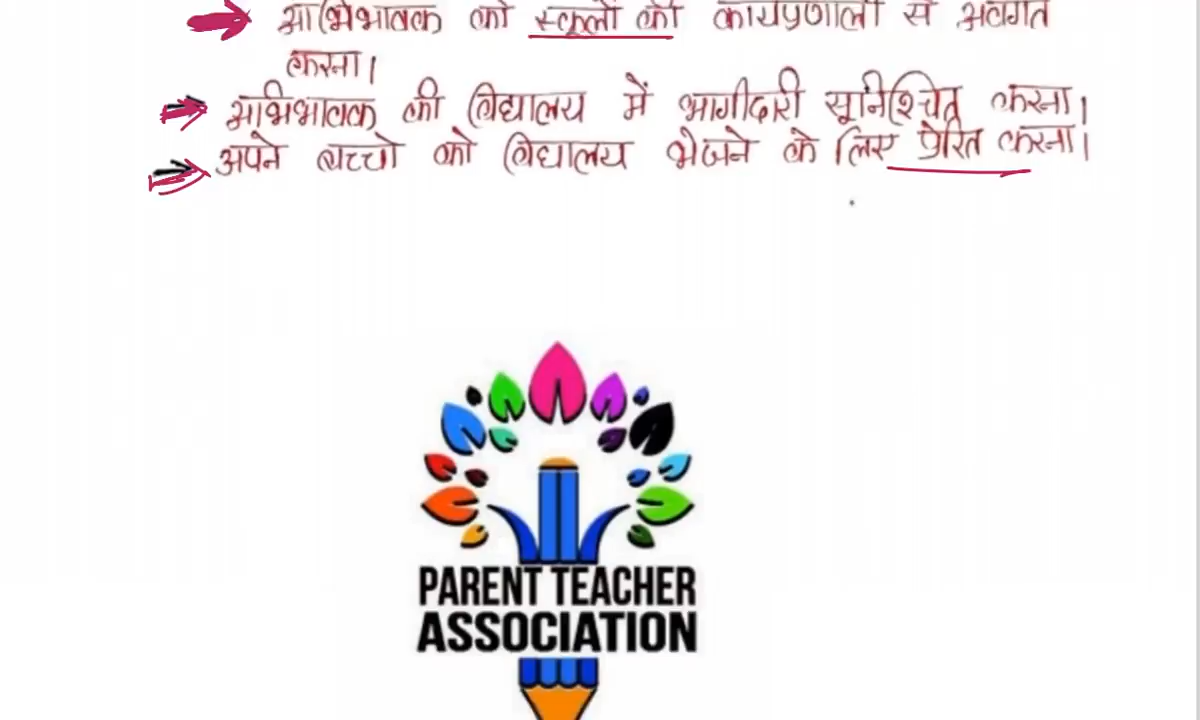 अभिभावक को स्कूलों की कार्यप्रणाली से अवगत
करना।
अभिभावक की विद्यालय में भागीदारी सुनिश्चित करना।
अपने बच्चो को विद्यालय भेजने के लिए प्रेरित करना।
PARENT TEACHER
ASSOCIATION